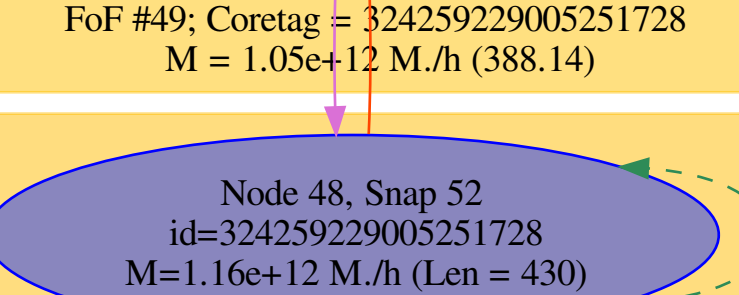 FoF #49; Coretag = 324259229005251728
M = 1.05e+12 M./h (388.14)
Node 48, Snap 52
id=324259229005251728
M=1.16e+12 M./h (Len = 430)